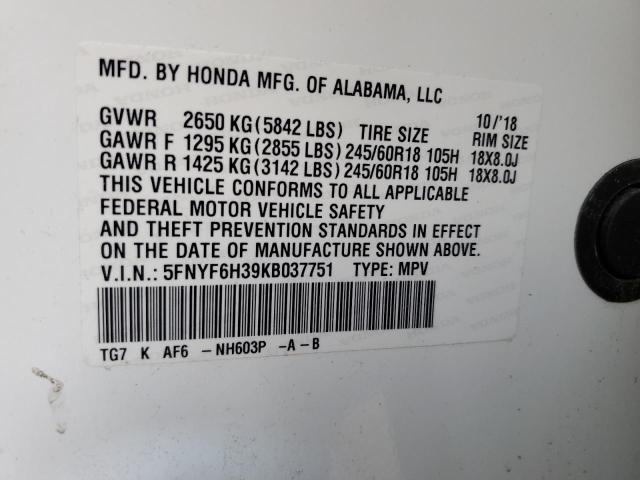 MFD. BY HONDA MFG. OF ALABAMA, LLC
10/'18
GVWR 2650 KG(5842 LBS) TIRE SIZE RIM SIZE
GAWR F 1295 KG(2855 LBS) 245/60R18 105H 18X8.0J
GAWR R 1425 KG(3142 LBS) 245/60R18 105H 18X8.0J
THIS VEHICLE CONFORMS TO ALL APPLICABLE
FEDERAL MOTOR VEHICLE SAFETY
AND THEFT PREVENTION STANDARDS IN EFFECT
ON THE DATE OF MANUFACTURE SHOWN ABOVE.
V.I.N.: 5FNYF6H39KB037751 TYPE: MPV
TG7 K AF6 -NH603P -A-B